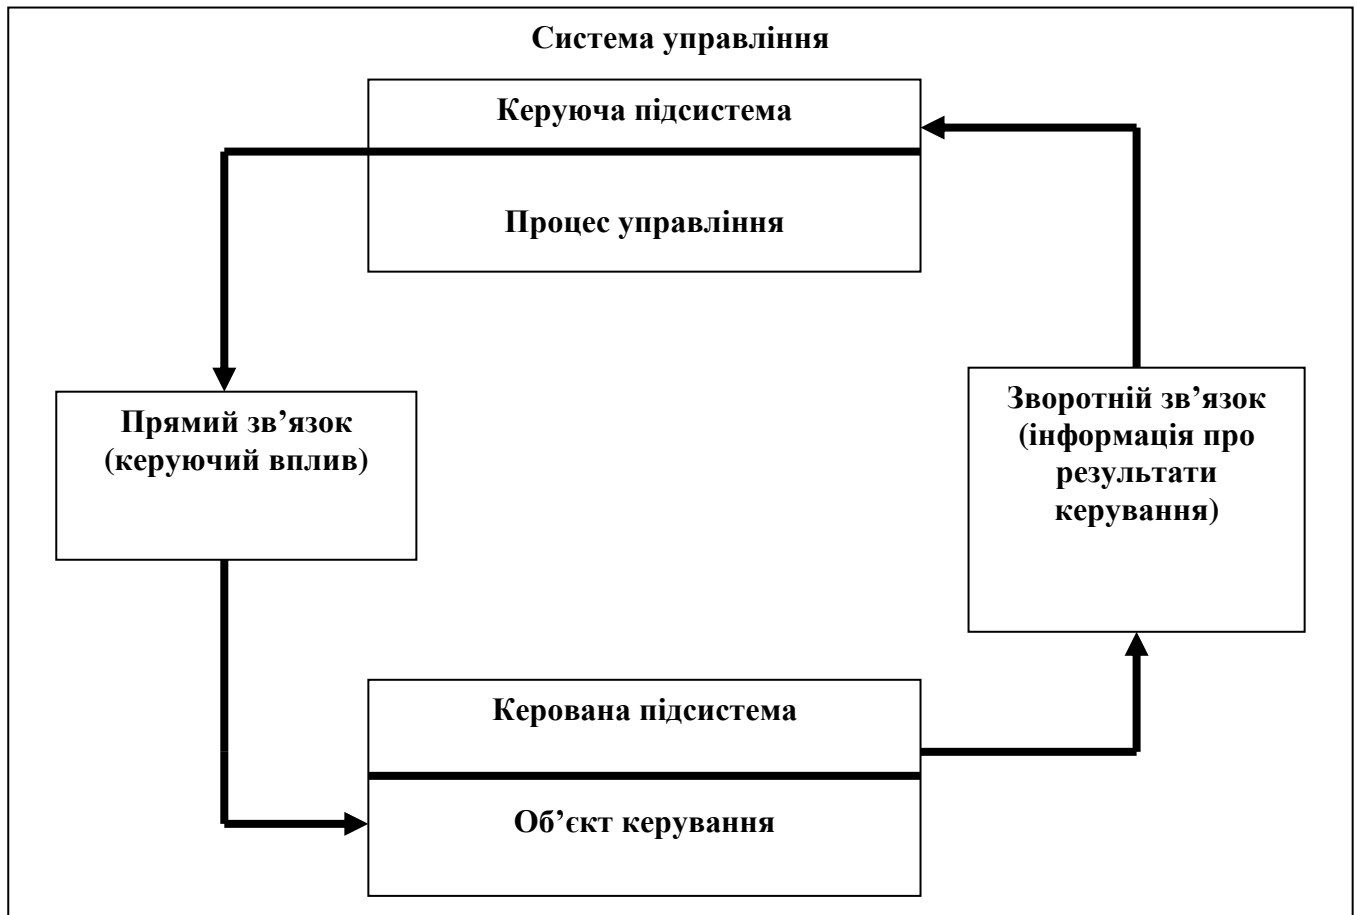 Система управління
Керуюча підсистема
Процес управління
Прямий зв’язок
(керуючий вплив)
Зворотній зв’язок
(інформація про
результати
керування)
Керована підсистема
Об’єкт керування